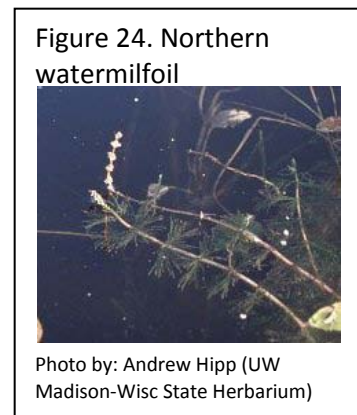 Figure 24. Northern
watermilfoil
Photo by: Andrew Hipp (UW
Madison-Wisc State Herbarium)